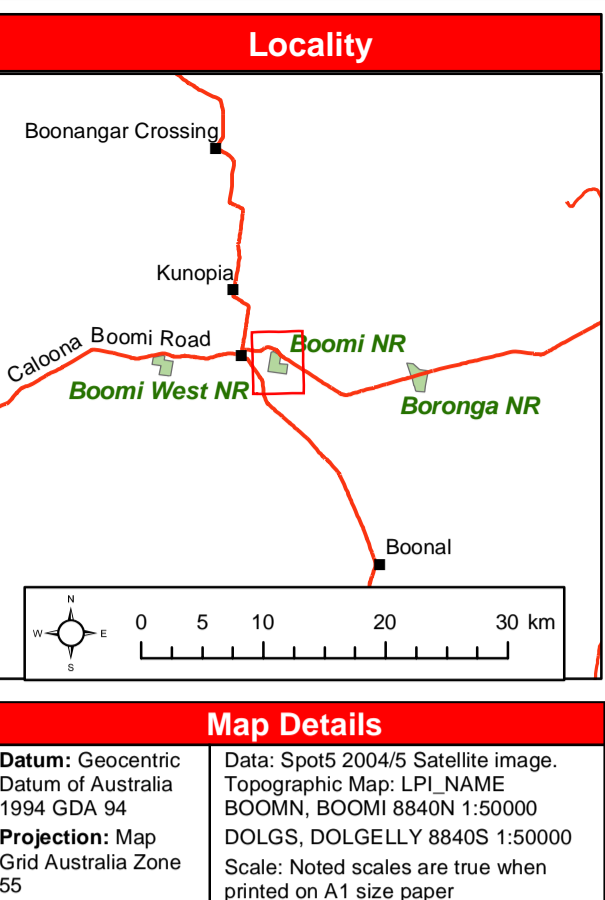 Locality
Boonangar Crossing
Kunopia
Caloona Boomi Road
Boomi NR
Boomi West NR
Boronga NR
Boonal
N
W E
S
0 5 10 20 30 km
Map Details
Datum: Geocentric
Datum of Australia
1994 GDA 94
Projection: Map
Grid Australia Zone
55
Data: Spot5 2004/5 Satellite image.
Topographic Map: LPI_NAME
BOOMN, BOOMI 8840N 1:50000
DOLGS, DOLGELLY 8840S 1:50000
Scale: Noted scales are true when
printed on A1 size paper